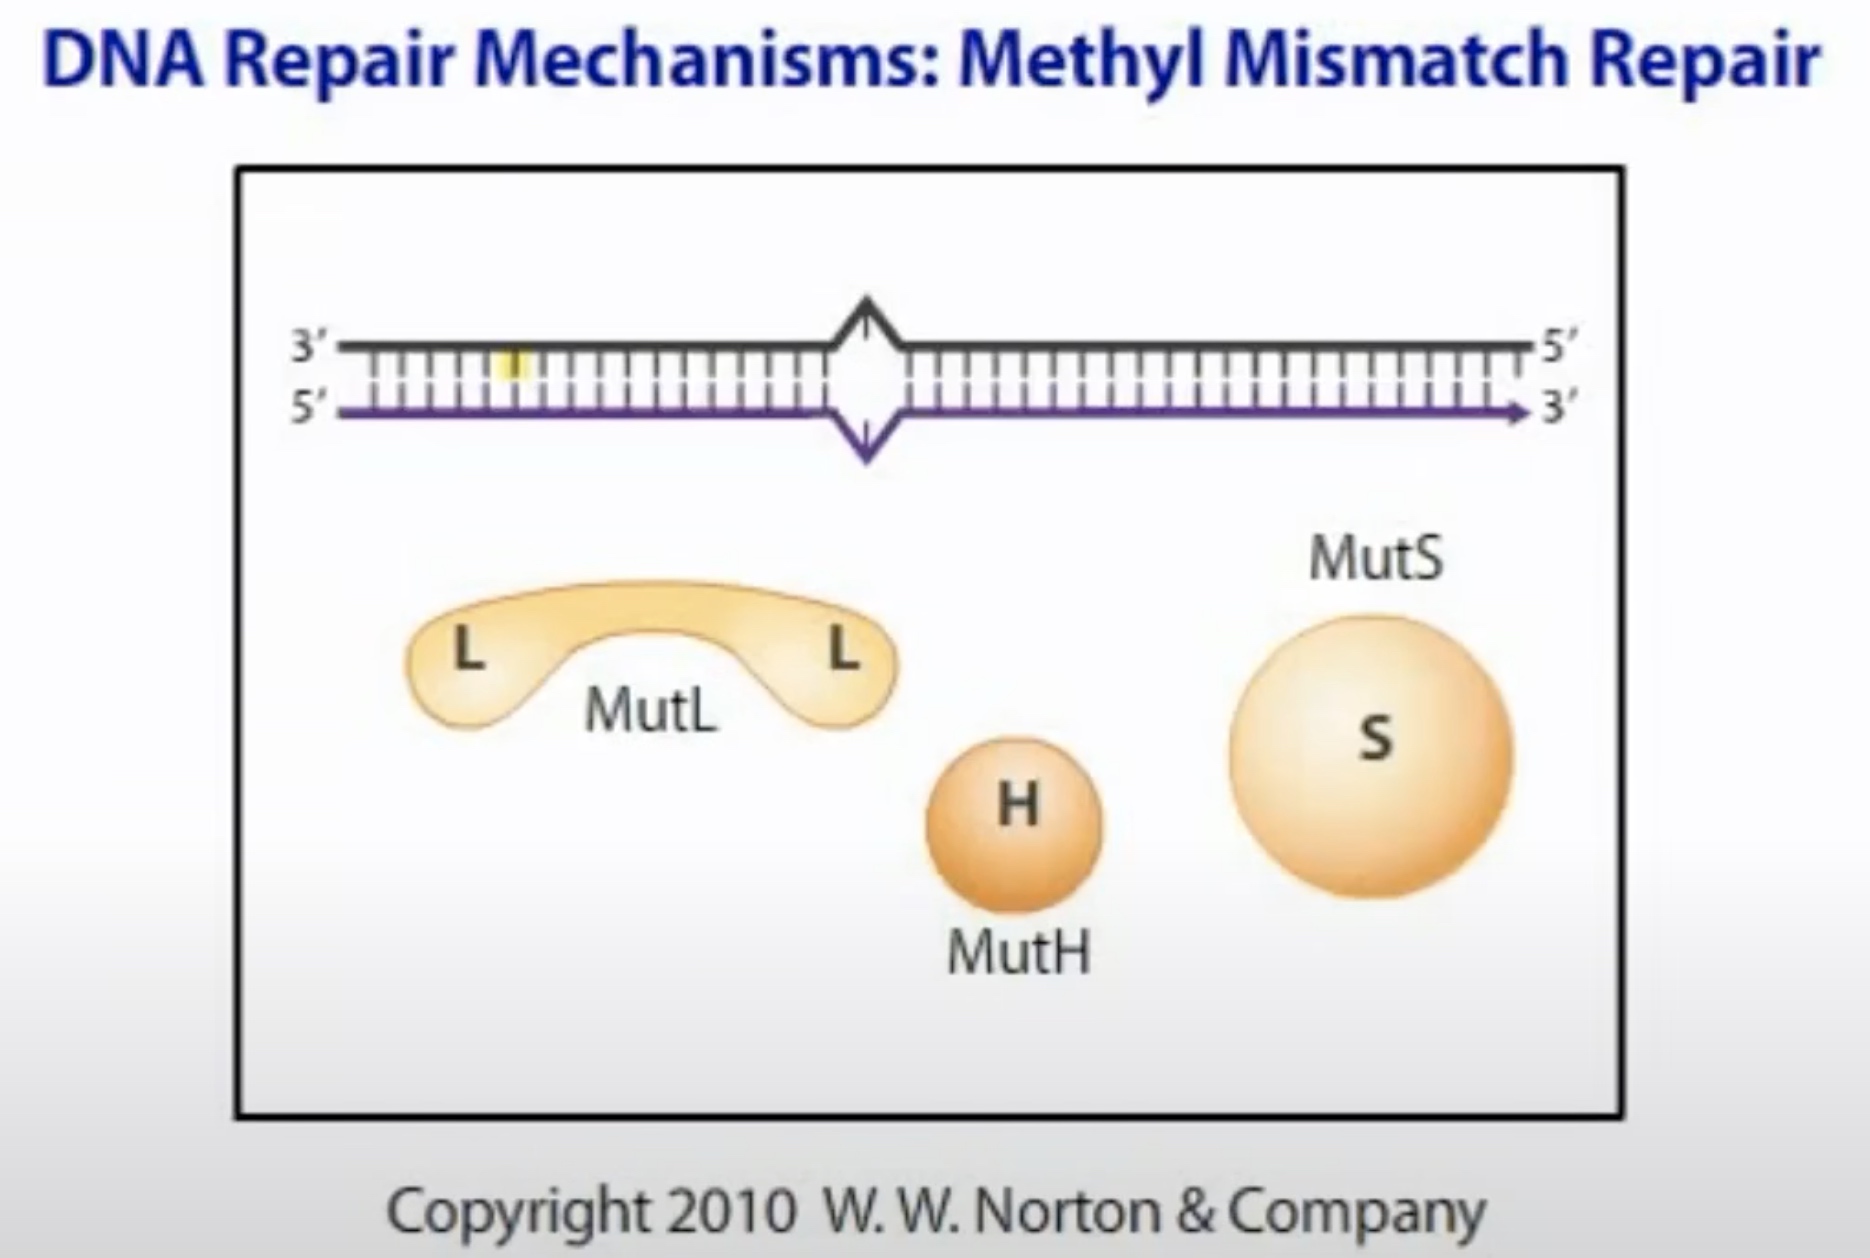 DNA Repair Mechanisms: Methyl Mismatch Repair
3′ 5′
5′ 3′
MutS
L L
MutL
S
H
MutH
Copyright 2010 W. W. Norton & Company